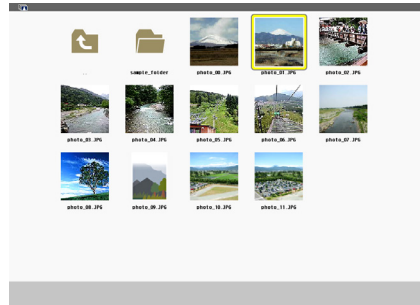 ..
sample_folder
photo_00.JPG
photo_01.JPG
photo_02.JPG
photo_03.JPG
photo_04.JPG
photo_05.JPG
photo_06.JPG
photo_07.JPG
photo_08.JPG
photo_09.JPG
photo_10.JPG
photo_11.JPG